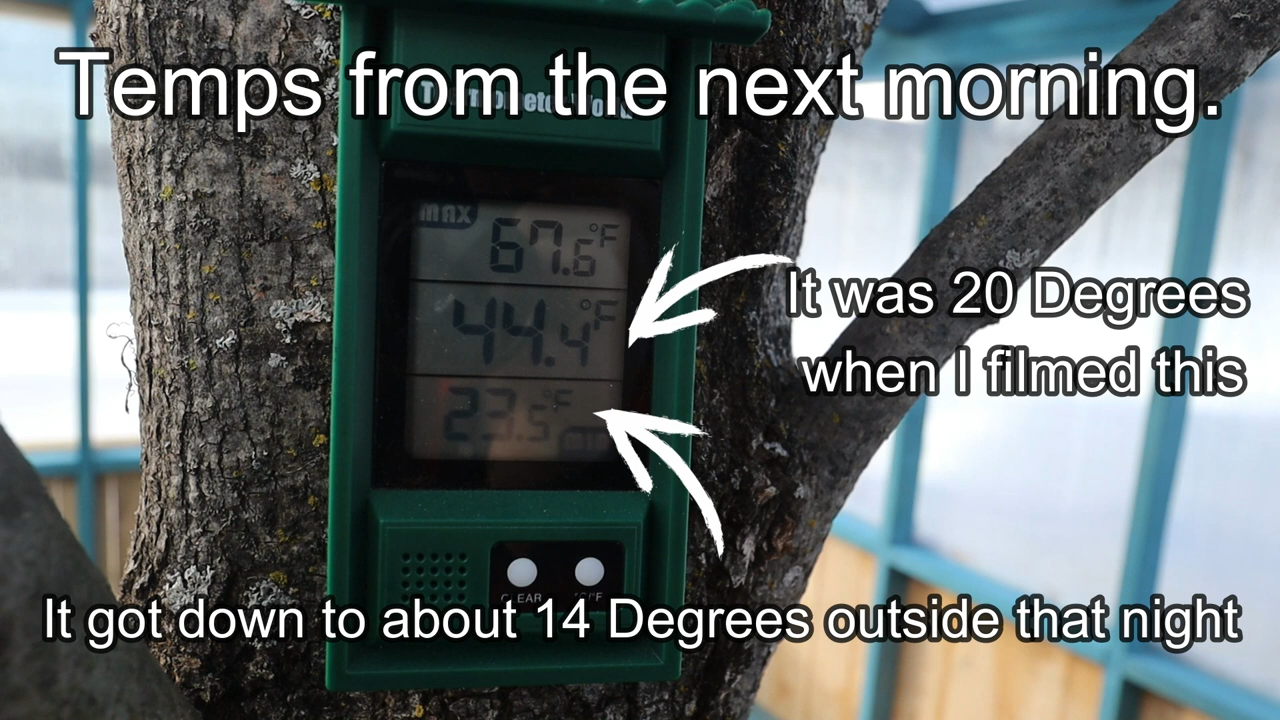 Temps from the next morning.
max
67.6°F
44.4°F
23.5°F
It was 20 Degrees
when I filmed this
CLEAR °C/°F
It got down to about 14 Degrees outside that night